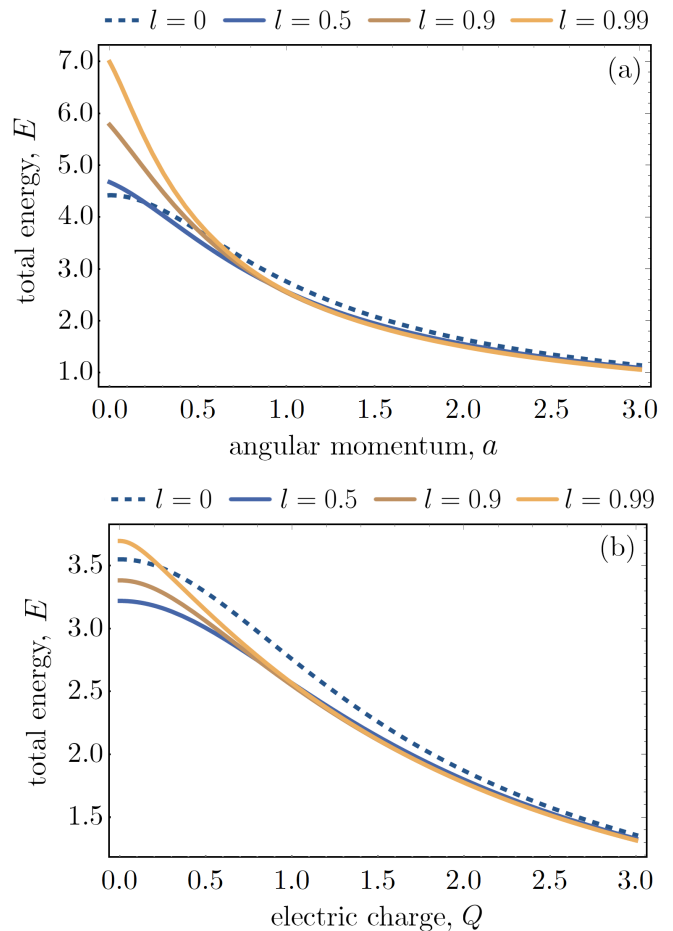 l = 0 l = 0.5 l = 0.9 l = 0.99
(a)
7.0
6.0
5.0
4.0
3.0
2.0
1.0
total energy, E
0.0 0.5 1.0 1.5 2.0 2.5 3.0
angular momentum, a
l = 0 l = 0.5 l = 0.9 l = 0.99
(b)
3.5
3.0
2.5
2.0
1.5
total energy, E
0.0 0.5 1.0 1.5 2.0 2.5 3.0
electric charge, Q